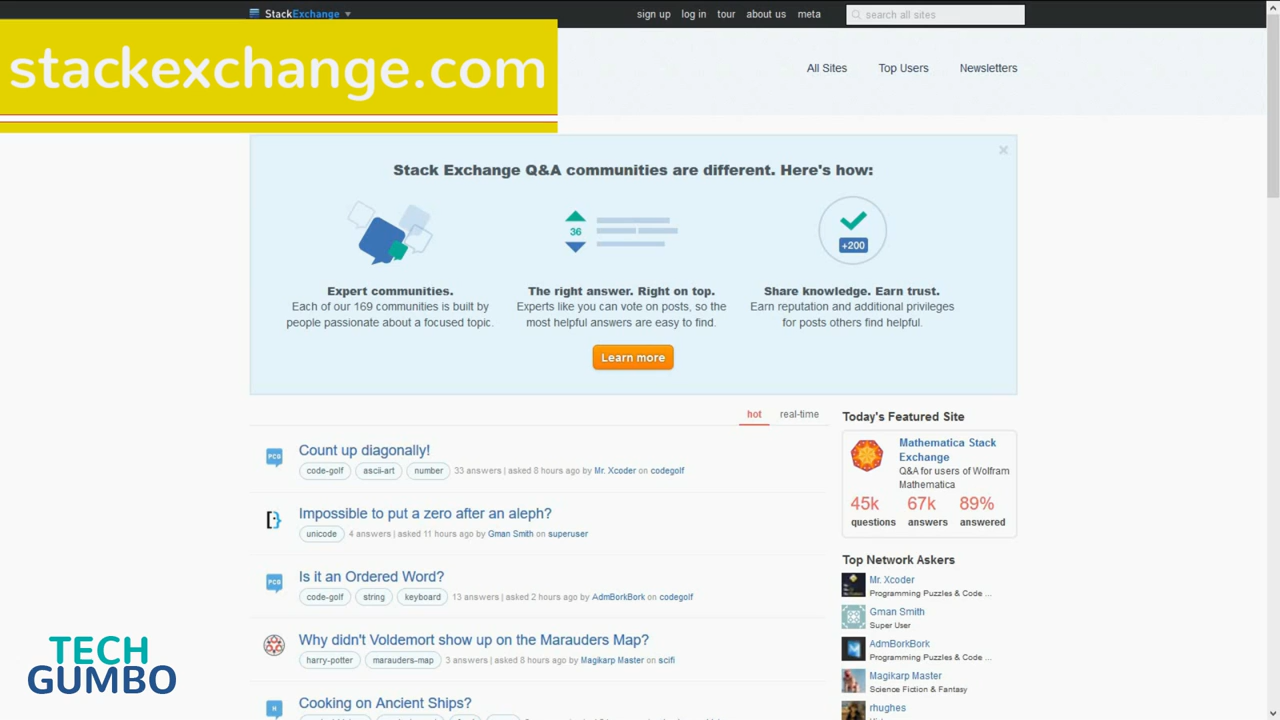 StackExchange
sign up log in tour about us meta
search all sites
stackexchange.com
All Sites Top Users Newsletters
Stack Exchange Q&A communities are different. Here's how:
36
+200
Expert communities.
Each of our 169 communities is built by
people passionate about a focused topic.
The right answer. Right on top.
Experts like you can vote on posts, so the
most helpful answers are easy to find.
Share knowledge. Earn trust.
Earn reputation and additional privileges
for posts others find helpful.
Learn more
hot real-time
PCG
Count up diagonally!
code-golf ascii-art number 33 answers | asked 8 hours ago by Mr. Xcoder on codegolf
Impossible to put a zero after an aleph?
unicode 4 answers | asked 11 hours ago by Gman Smith on superuser
PCG
Is it an Ordered Word?
code-golf string keyboard 13 answers | asked 2 hours ago by AdmBorkBork on codegolf
Why didn't Voldemort show up on the Marauders Map?
harry-potter marauders-map 3 answers | asked 8 hours ago by Magikarp Master on scifi
H
Cooking on Ancient Ships?
Today's Featured Site
Mathematica Stack
Exchange
Q&A for users of Wolfram
Mathematica
45k 67k 89%
questions answers answered
Top Network Askers
Mr. Xcoder
Programming Puzzles & Code ...
Gman Smith
Super User
AdmBorkBork
Programming Puzzles & Code ...
Magikarp Master
Science Fiction & Fantasy
rhughes
TECH
GUMBO